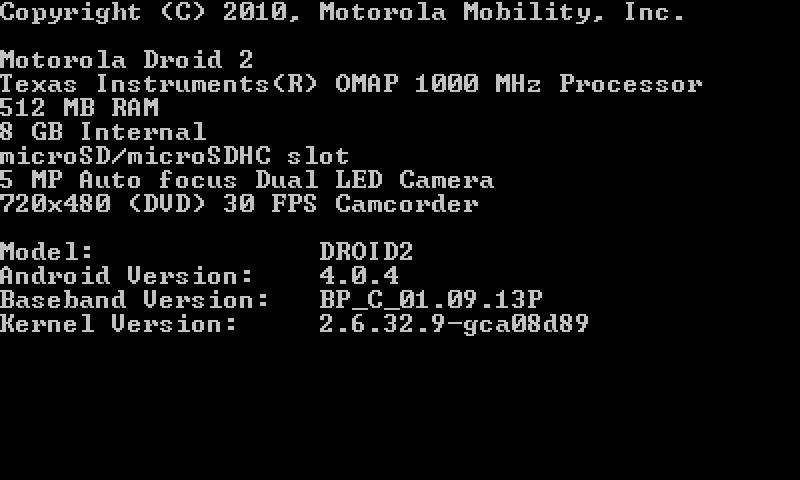 Copyright (C) 2010, Motorola Mobility, Inc.
Motorola Droid 2
Texas Instruments(R) OMAP 1000 MHz Processor
512 MB RAM
8 GB Internal
microSD/microSDHC slot
5 MP Auto focus Dual LED Camera
720x480 (DVD) 30 FPS Camcorder
Model: DROID2
Android Version: 4.0.4
Baseband Version: BP_C_01.09.13P
Kernel Version: 2.6.32.9-gca08d89